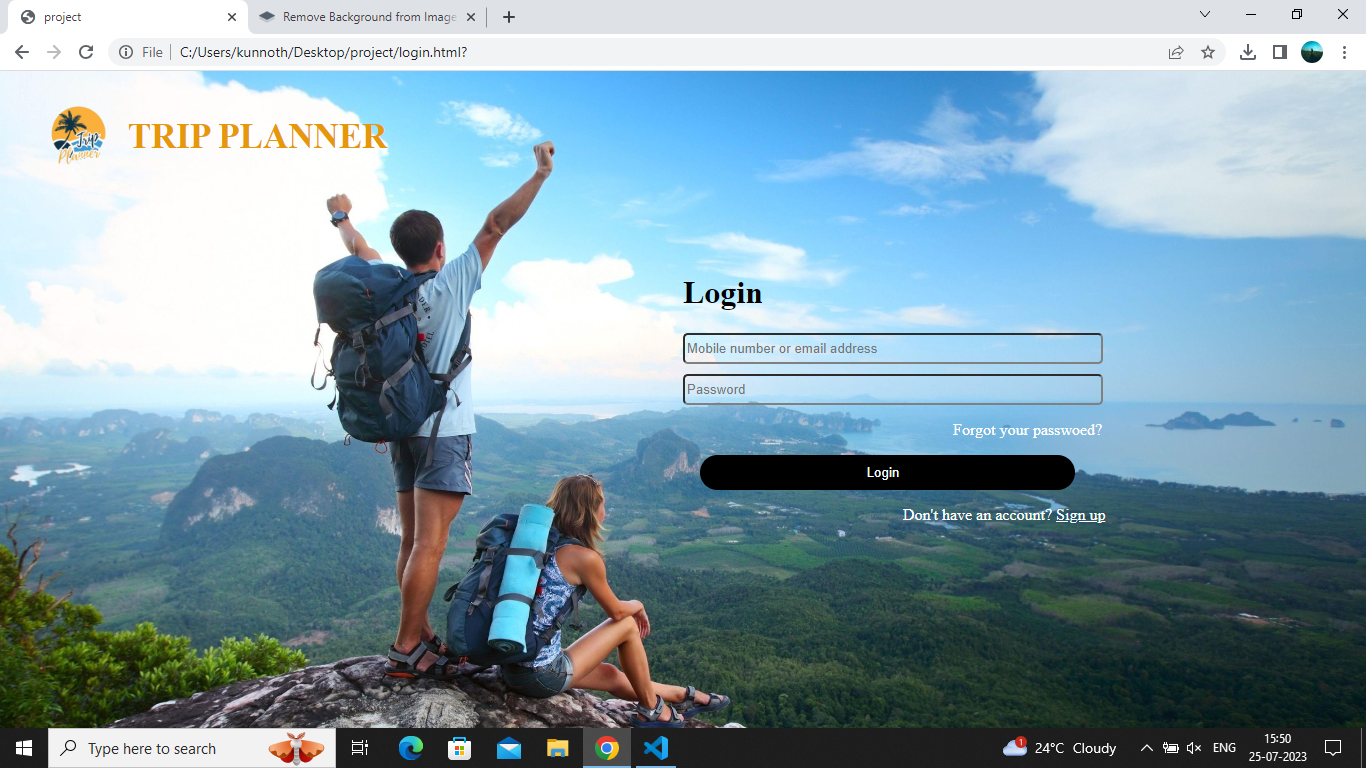 project
Remove Background from Image
File
C:/Users/kunnoth/Desktop/project/login.html?
Trip
Planner
TRIP PLANNER
Login
Mobile number or email address
Password
Forgot your passwoed?
Login
Don't have an account? Sign up
Type here to search
1
24°C Cloudy
ENG
15:50
25-07-2023